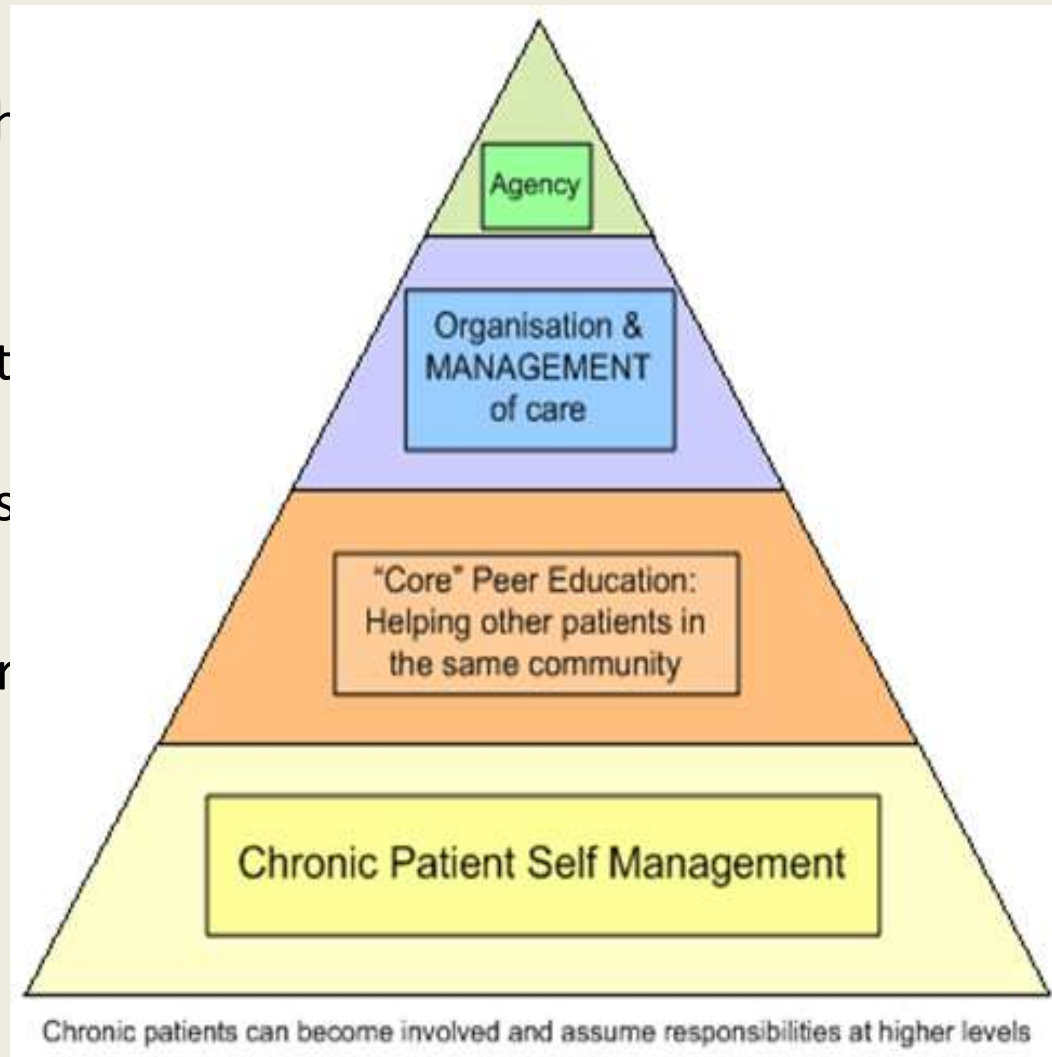 Agency
Organisation &
MANAGEMENT
of care
“Core” Peer Education:
Helping other patients in
the same community
Chronic Patient Self Management
Chronic patients can become involved and assume responsibilities at higher levels